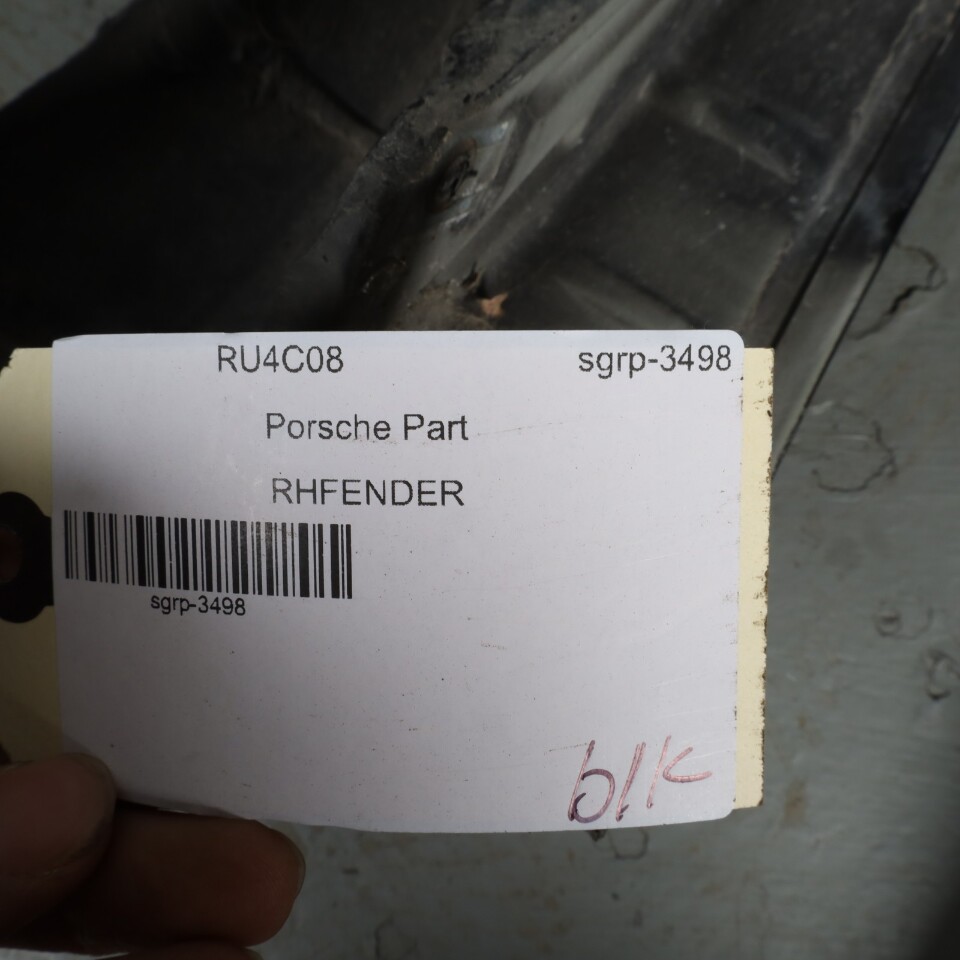 RU4C08 sgrp-3498
Porsche Part
RHFENDER
sgrp-3498
blk